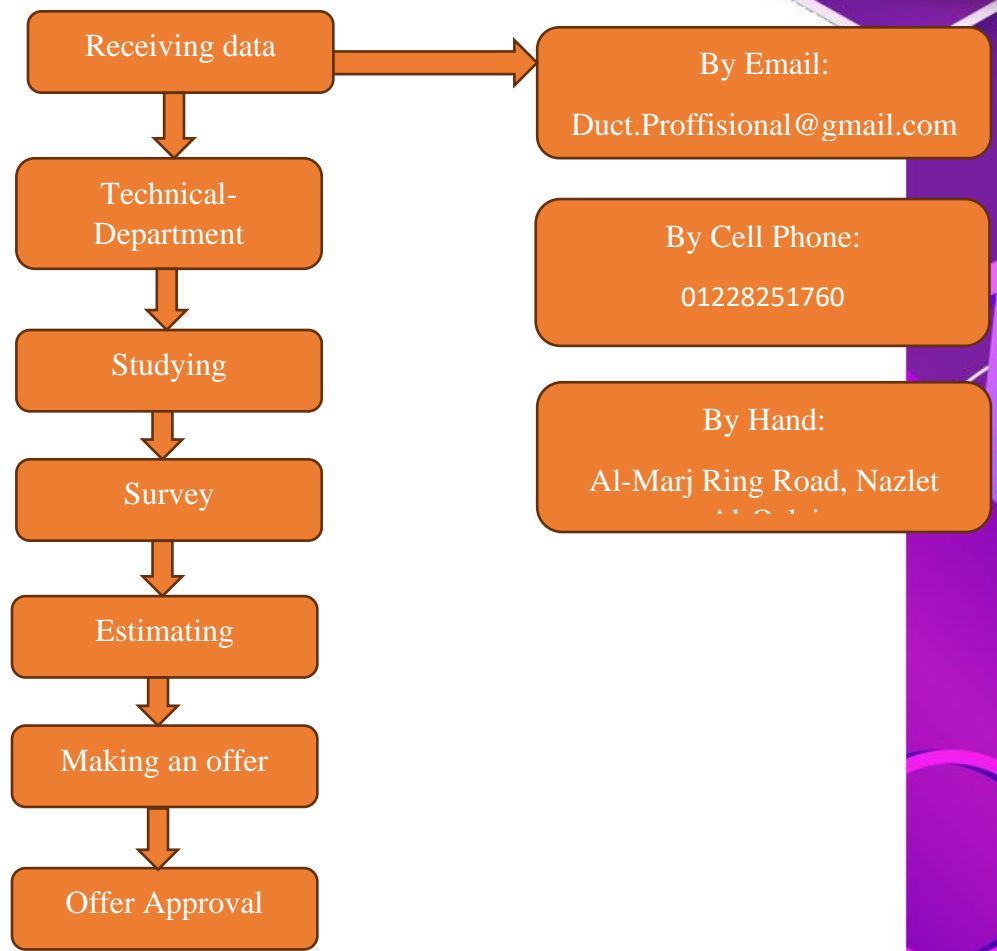 Receiving data
By Email:
Duct.Proffisional@gmail.com
Technical-
Department
By Cell Phone:
01228251760
Studying
By Hand:
Al-Marj Ring Road, Nazlet
Survey
Estimating
Making an offer
Offer Approval